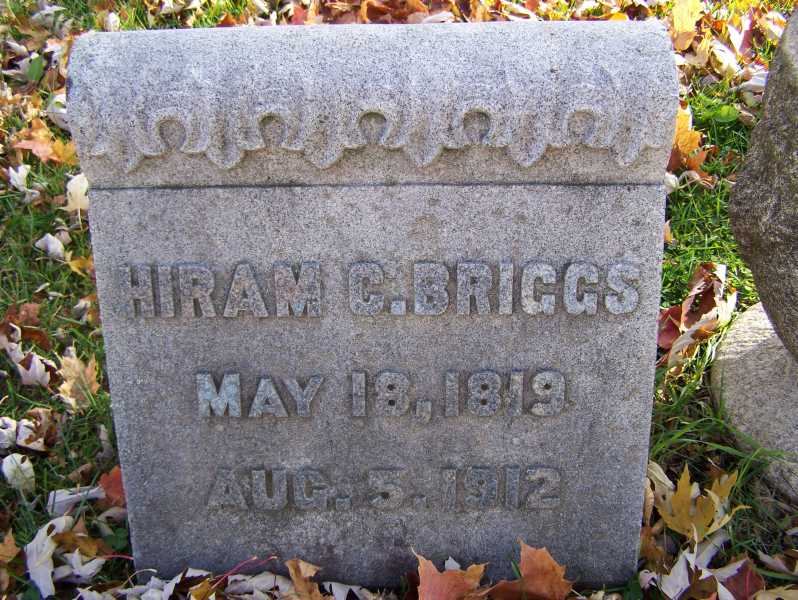 HIRAM C. BRIGGS
MAY 18, 1819
AUG. 5. 1912